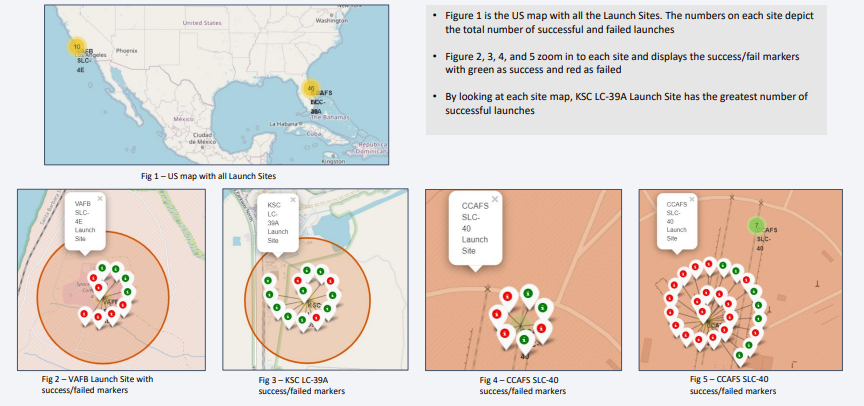 United States
Washington
10
AFB
Angeles
SLC-
4E
Phoenix
46
AFS
The Bahamas
La Habana
Cuba
México
Ciudad
de México
República
Dominicana
Kingston
Fig 1 – US map with all Launch Sites
• Figure 1 is the US map with all the Launch Sites. The numbers on each site depict
the total number of successful and failed
launches
• Figure 2, 3, 4, and 5 zoom in to each site and displays the success/fail markers
with green as success and red as failed
• By looking at each site map, KSC LC-39A Launch Site has the greatest number of
successful launches
VAFB
SLC-
4E
Launch
Site
×
Fig 2 – VAFB Launch Site with
success/failed markers
KSC
LC-
39A
Launch
Site
×
KSC
Fig 3 – KSC LC-39A
success/failed markers
CCAFS
SLC-
40
Launch
Site
×
40
Fig 4 – CCAFS SLC-40
success/failed markers
CCAFS
SLC-
40
Launch
Site
×
7
AFS
SLC-
40
Fig 5 – CCAFS SLC-40
success/failed markers